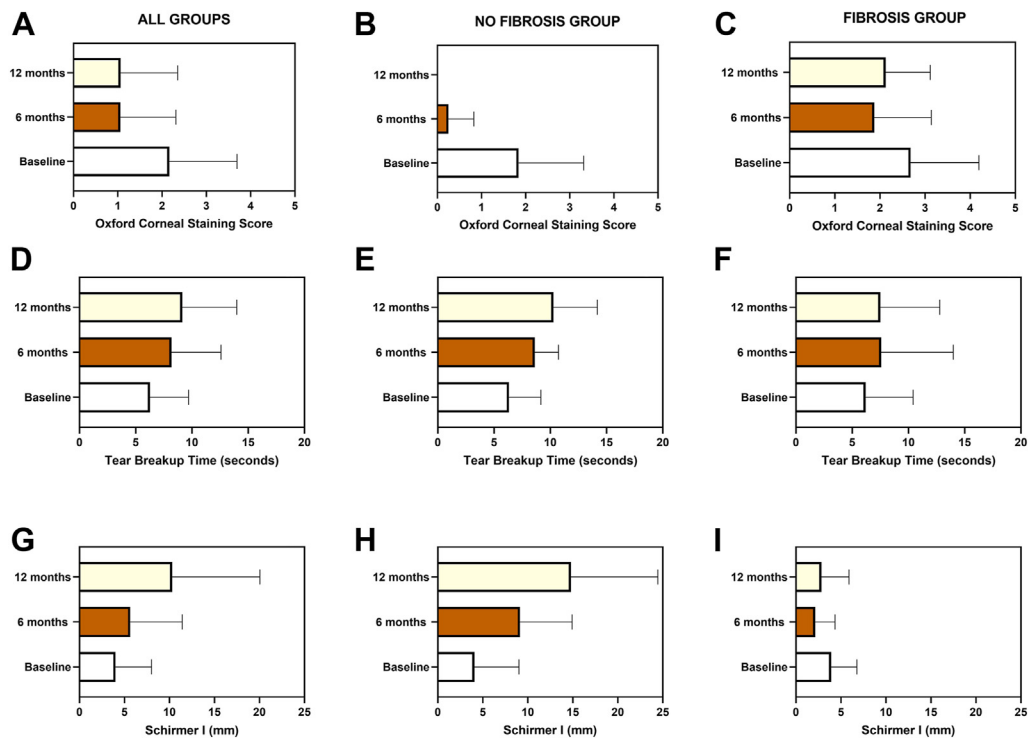 ALL GROUPS
NO FIBROSIS GROUP
FIBROSIS GROUP
A
12 months
6 months
Baseline
0 1 2 3 4 5
Oxford Corneal Staining Score
B
12 months
6 months
Baseline
0 1 2 3 4 5
Oxford Corneal Staining Score
C
12 months
6 months
Baseline
0 1 2 3 4 5
Oxford Corneal Staining Score
D
12 months
6 months
Baseline
0 5 10 15 20
Tear Breakup Time (seconds)
E
12 months
6 months
Baseline
0 5 10 15 20
Tear Breakup Time (seconds)
F
12 months
6 months
Baseline
0 5 10 15 20
Tear Breakup Time (seconds)
G
12 months
6 months
Baseline
0 5 10 15 20 25
Schirmer I (mm)
H
12 months
6 months
Baseline
0 5 10 15 20 25
Schirmer I (mm)
I
12 months
6 months
Baseline
0 5 10 15 20 25
Schirmer I (mm)